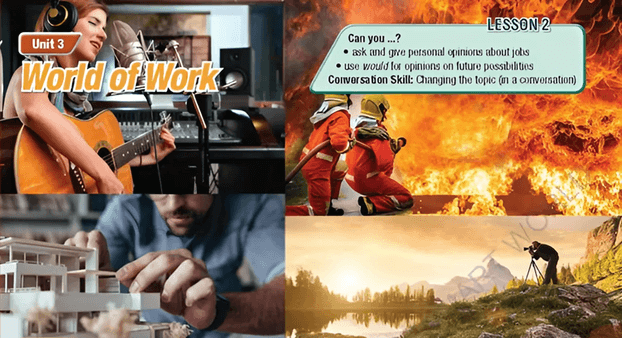 Unit 3
World of Work
LESSON 2
Can you ...?
• ask and give personal opinions about jobs
• use would for opinions on future possibilities
Conversation Skill: Changing the topic (in a conversation)